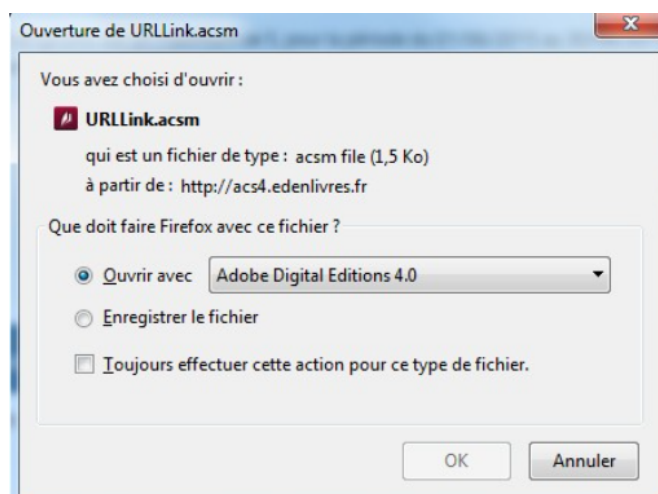 Ouverture de URLLink.acsm
Vous avez choisi d'ouvrir :
URLLink.acsm
qui est un fichier de type : acsm file (1,5 Ko)
à partir de : http://acs4.edenlivres.fr
Que doit faire Firefox avec ce fichier ?
Ouvrir avec Adobe Digital Editions 4.0
Enregistrer le fichier
Toujours effectuer cette action pour ce type de fichier.
OK Annuler